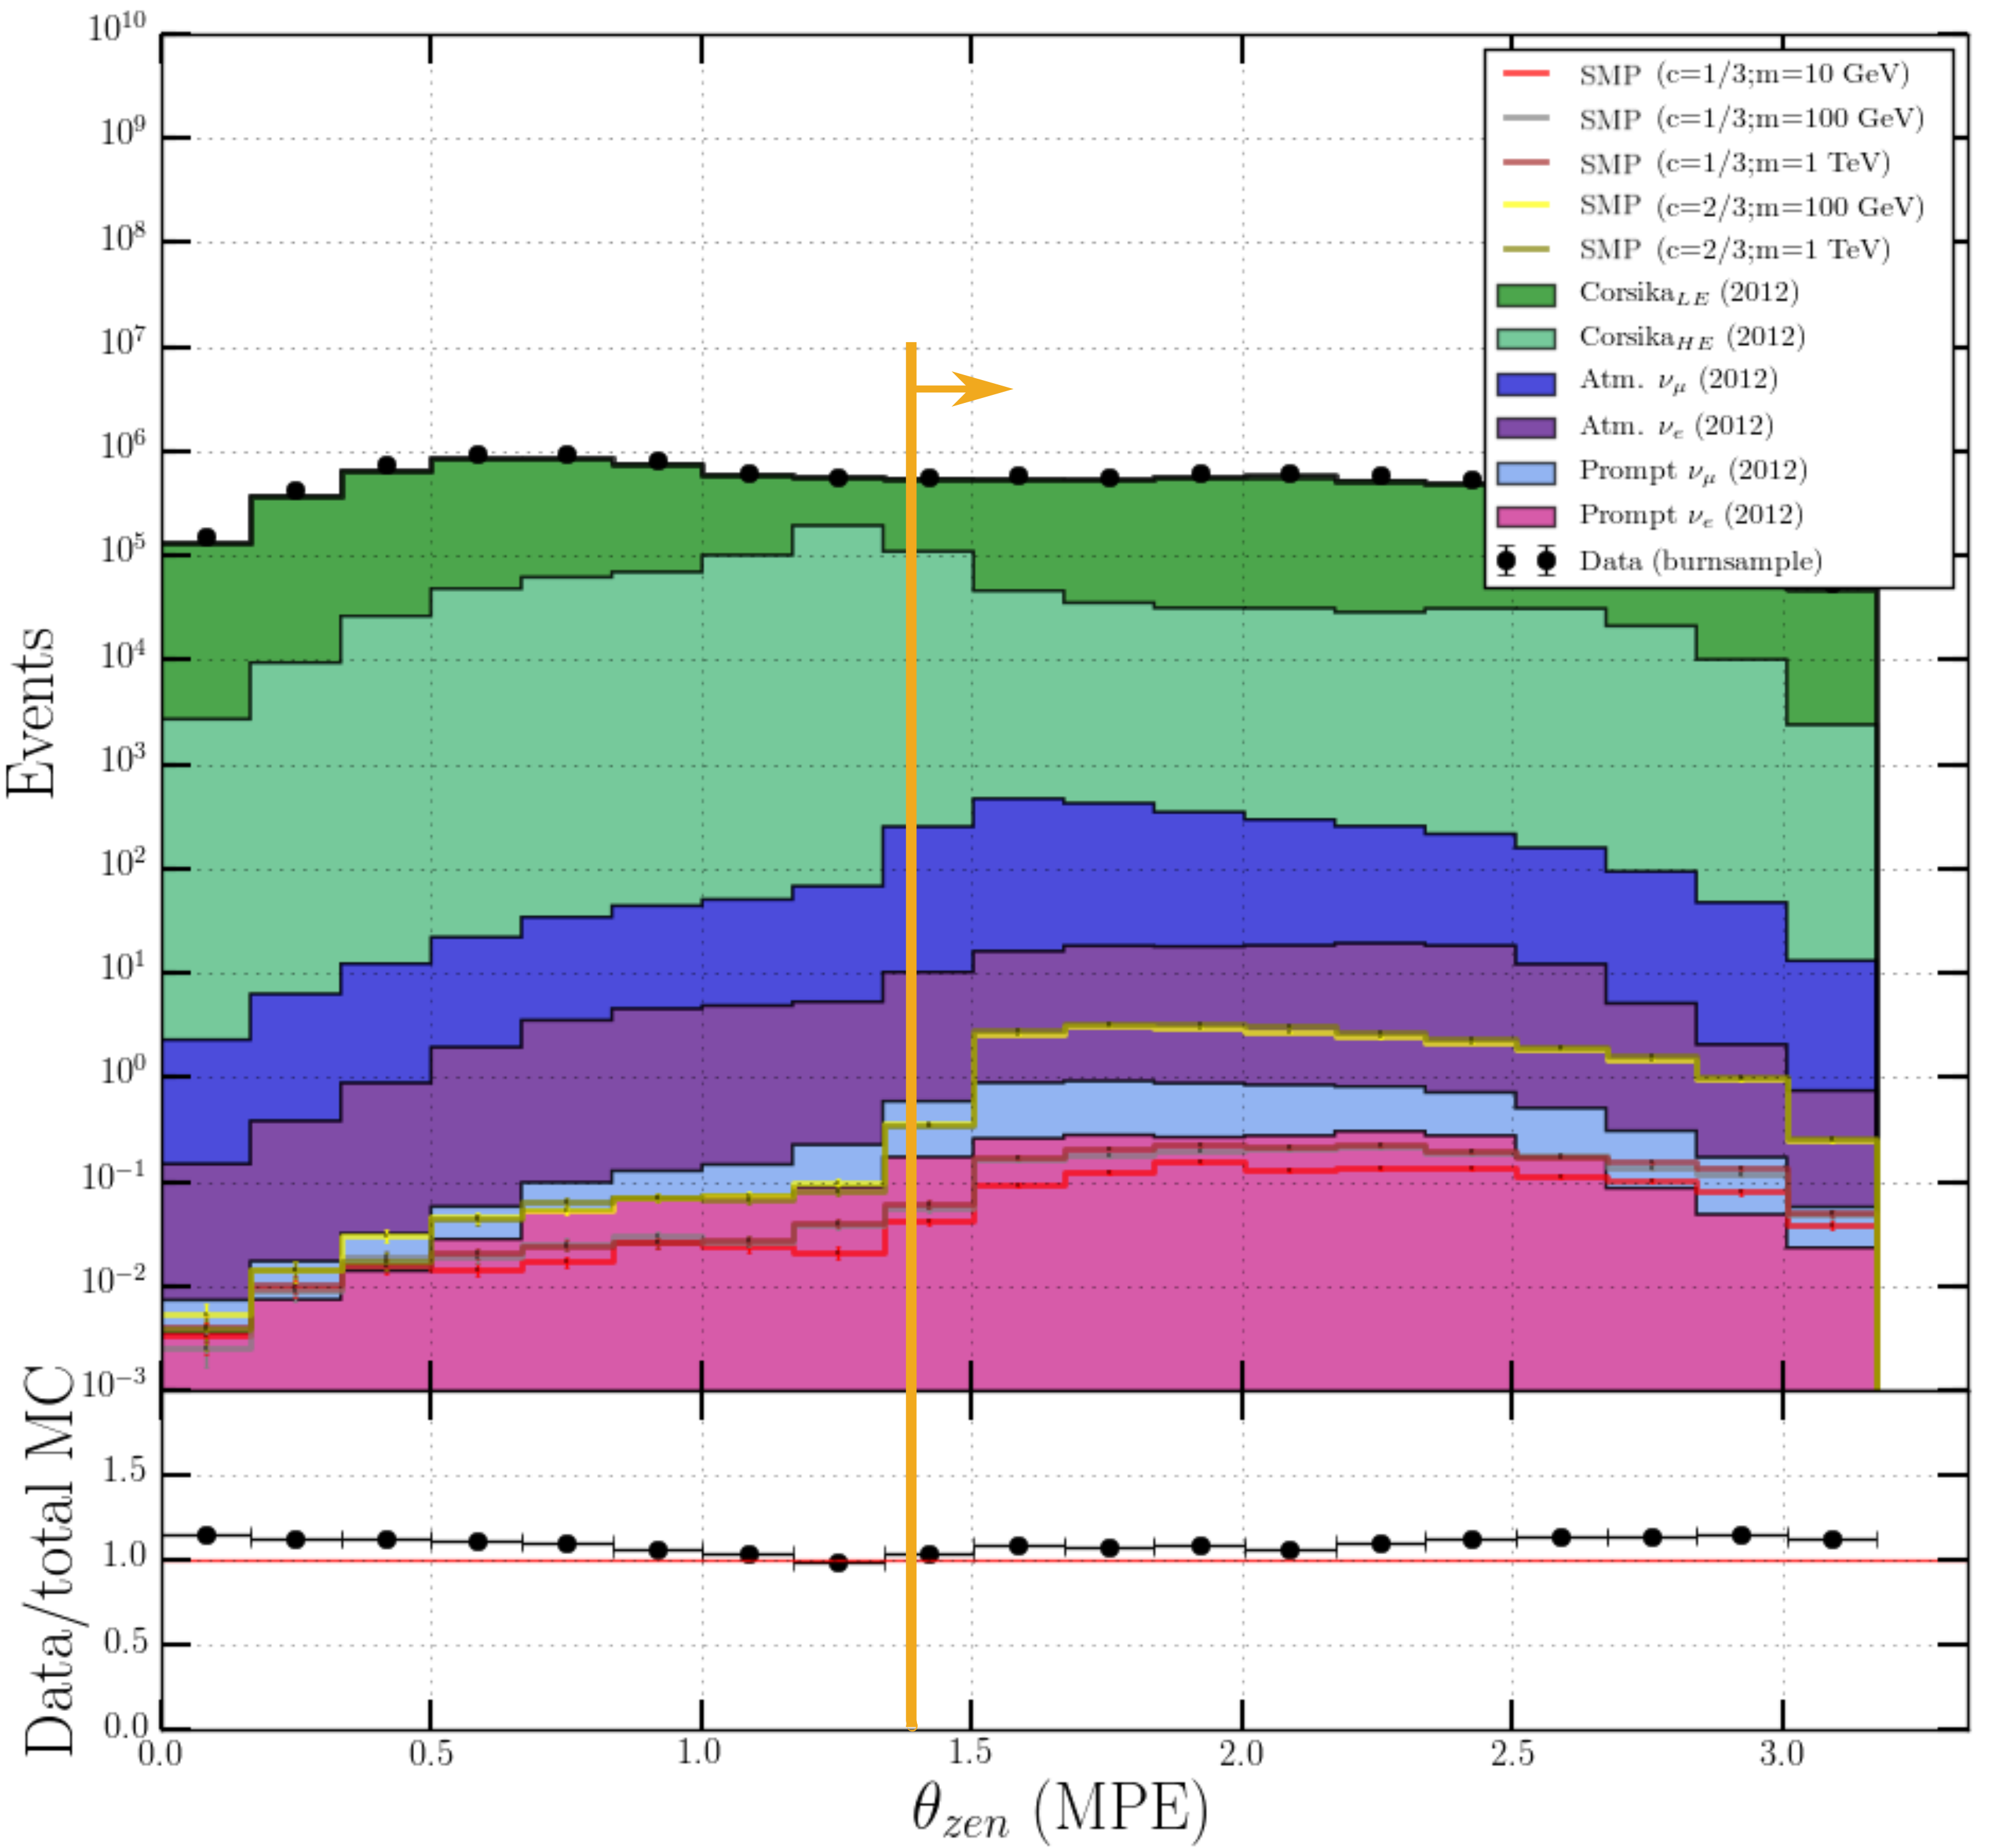 Events
10^10
10^9
10^8
10^7
10^6
10^5
10^4
10^3
10^2
10^1
10^0
10^−1
10^−2
10^−3
SMP (c=1/3;m=10 GeV)
SMP (c=1/3;m=100 GeV)
SMP (c=1/3;m=1 TeV)
SMP (c=2/3;m=100 GeV)
SMP (c=2/3;m=1 TeV)
Corsika_LE (2012)
Corsika_HE (2012)
Atm. ν_μ (2012)
Atm. ν_e (2012)
Prompt ν_μ (2012)
Prompt ν_e (2012)
Data (burnsample)
Data/total MC
1.5
1.0
0.5
0.0
0.0 0.5 1.0 1.5 2.0 2.5 3.0
θ_zen (MPE)